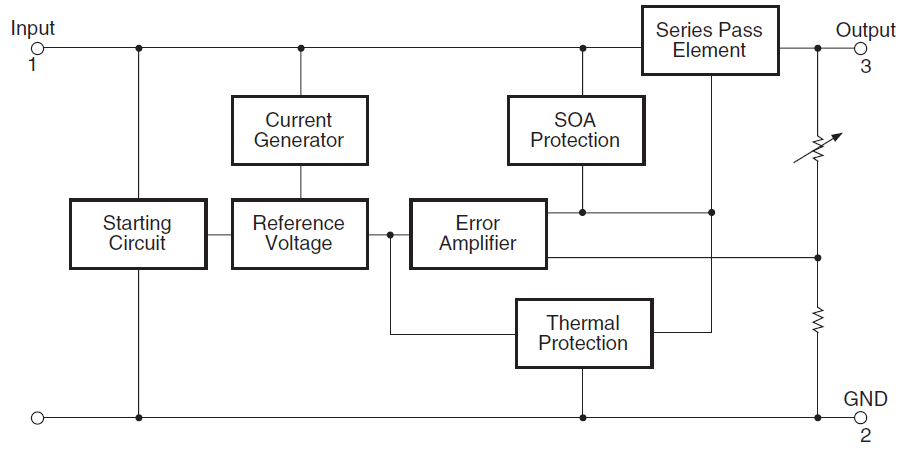 Input
1
Series Pass
Element
Output
3
Current
Generator
SOA
Protection
Starting
Circuit
Reference
Voltage
Error
Amplifier
Thermal
Protection
GND
2